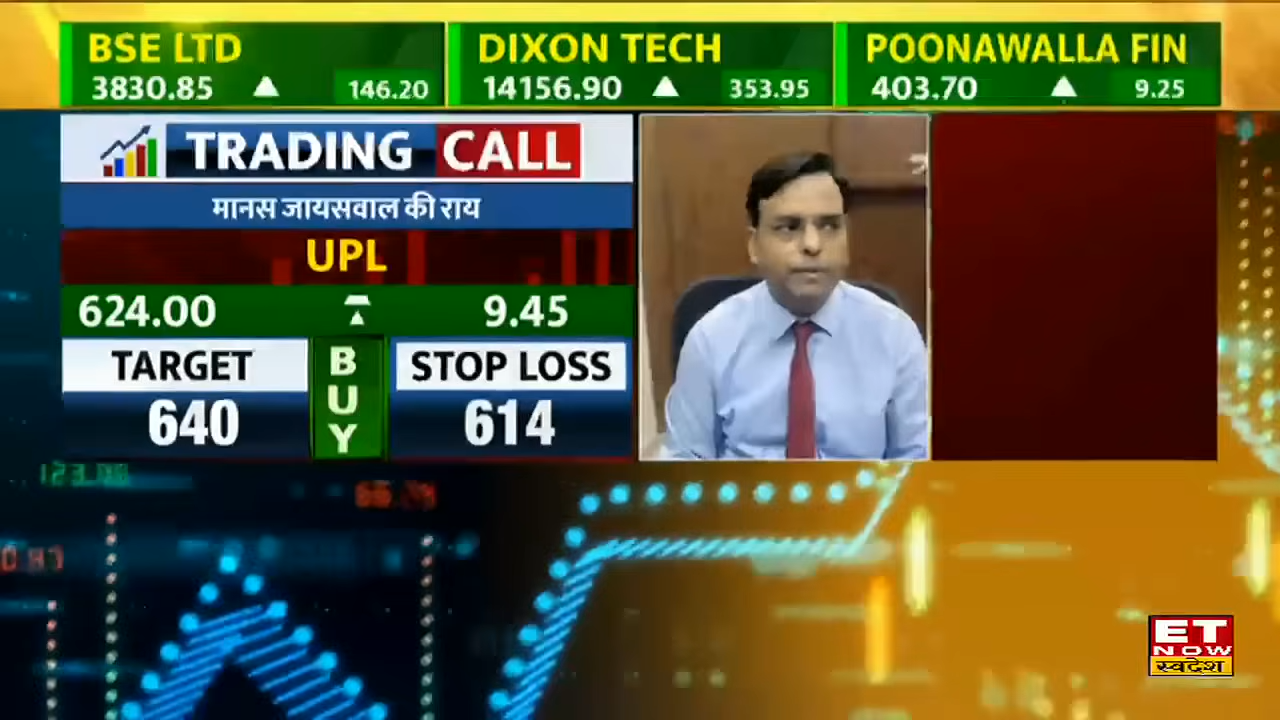 BSE LTD
3830.85 ▲ 146.20
DIXON TECH
14156.90 ▲ 353.95
POONAWALLA FIN
403.70 ▲ 9.25
TRADING CALL
मानस जायसवाल की राय
UPL
624.00 ▲ 9.45
TARGET
640
BUY
STOP LOSS
614
ET
NOW
स्वदेश